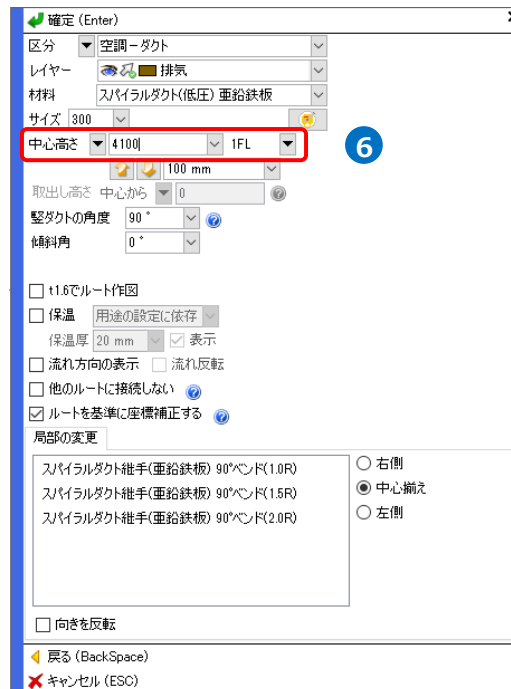 確定 (Enter)
区分 空調－ダクト
レイヤー 排気
材料 スパイラルダクト(低圧) 亜鉛鉄板
サイズ 300
中心高さ 4100 1FL
6
100 mm
取出し高さ 中心から 0
竪ダクトの角度 90 °
傾斜角 0 °
t1.6でルート作図
保温 用途の設定に依存
保温厚 20 mm 表示
流れ方向の表示 流れ反転
他のルートに接続しない
ルートを基準に座標補正する
局部の変更
スパイラルダクト継手(亜鉛鉄板) 90°ベンド(1.0R)
スパイラルダクト継手(亜鉛鉄板) 90°ベンド(1.5R)
スパイラルダクト継手(亜鉛鉄板) 90°ベンド(2.0R)
右側
中心揃え
左側
向きを反転
戻る (BackSpace)
キャンセル (ESC)